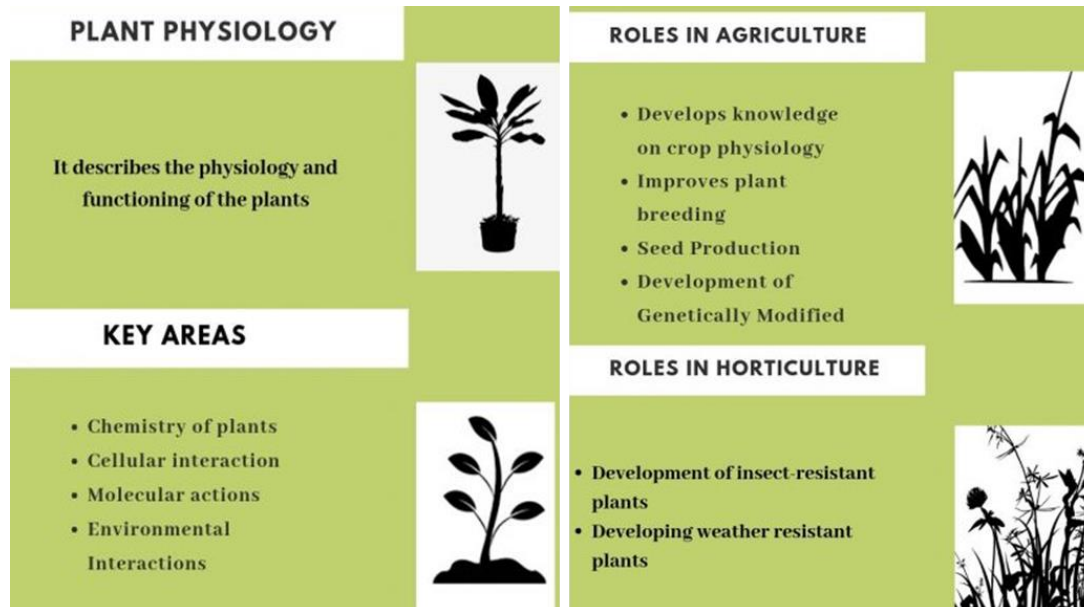 PLANT PHYSIOLOGY
It describes the physiology and
functioning of the plants
KEY AREAS
• Chemistry of plants
• Cellular interaction
• Molecular actions
• Environmental
Interactions
ROLES IN AGRICULTURE
• Develops knowledge
on crop physiology
• Improves plant
breeding
• Seed Production
• Development of
Genetically Modified
ROLES IN HORTICULTURE
• Development of insect-resistant
plants
• Developing weather resistant
plants